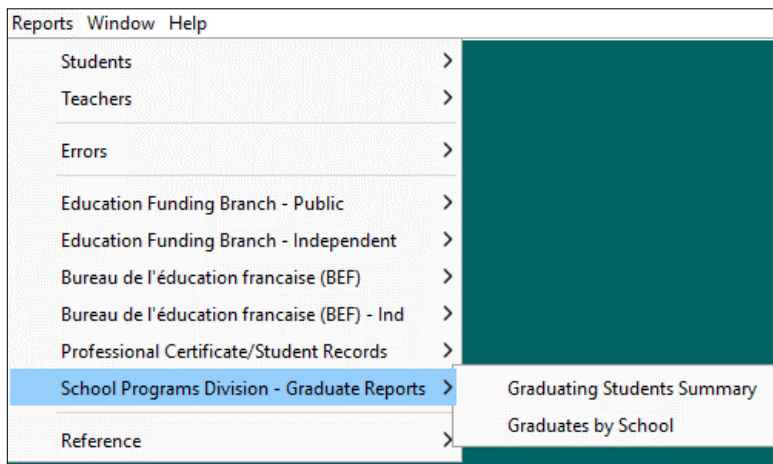 Reports Window Help
Students
Teachers
Errors
Education Funding Branch - Public
Education Funding Branch - Independent
Bureau de l'éducation francaise (BEF)
Bureau de l'éducation francaise (BEF) - Ind
Professional Certificate/Student Records
School Programs Division - Graduate Reports
Graduating Students Summary
Graduates by School
Reference